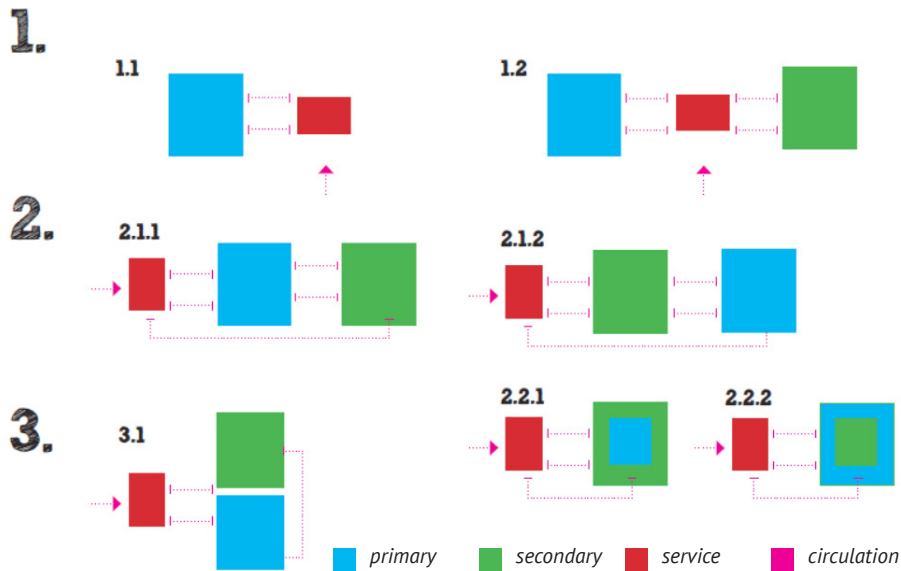 1.
1.1
1.2
2.
2.1.1
2.1.2
2.2.1
2.2.2
3.
3.1
primary
secondary
service
circulation